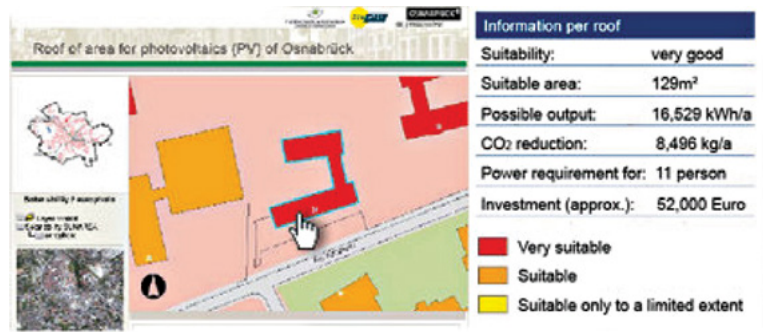 OSNABRÜCK
Roof of area for photovoltaics (PV) of Osnabrück
Information per roof
Suitability: very good
Suitable area: 129m²
Possible output: 16,529 kWh/a
CO2 reduction: 8,496 kg/a
Power requirement for: 11 person
Investment (approx.): 52,000 Euro
Very suitable
Suitable
Suitable only to a limited extent